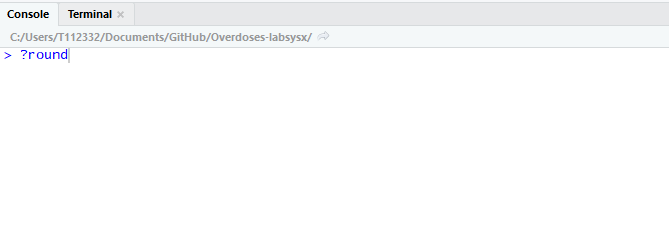 Console Terminal ×
C:/Users/T112332/Documents/GitHub/Overdoses-labsysx/
> ?round